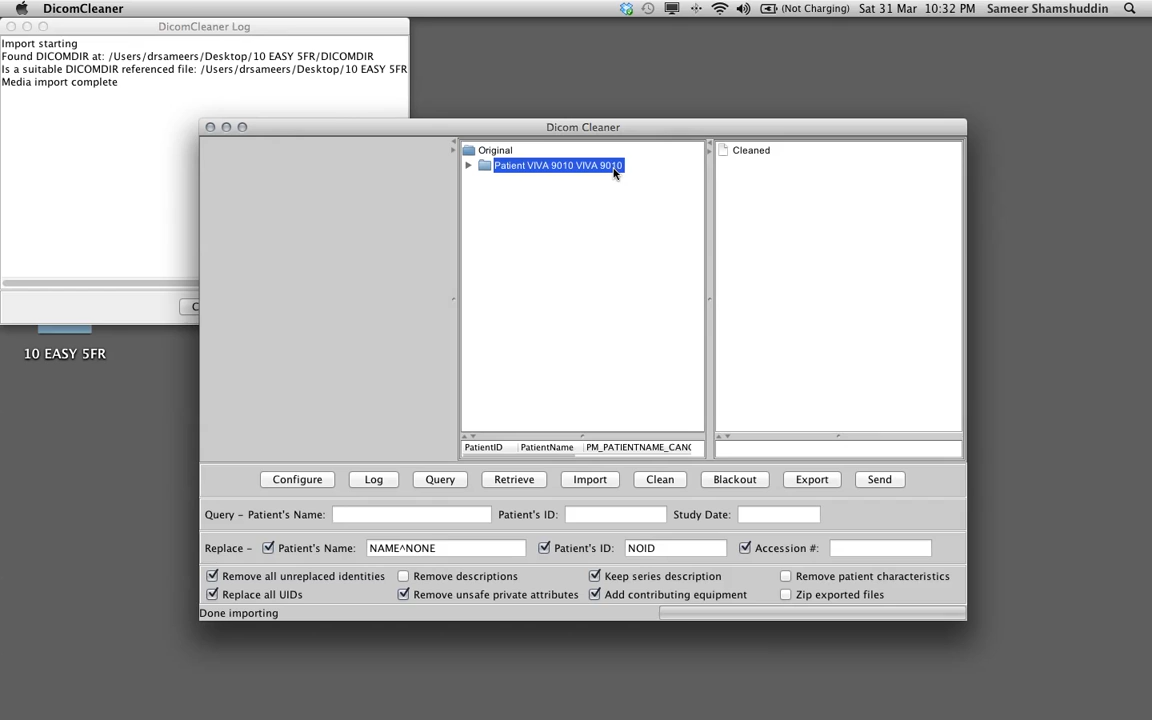 DicomCleaner
(Not Charging) Sat 31 Mar 10:32 PM Sameer Shamshuddin
DicomCleaner Log
Import starting
Found DICOMDIR at: /Users/drsameers/Desktop/10 EASY 5FR/DICOMDIR
Is a suitable DICOMDIR referenced file: /Users/drsameers/Desktop/10 EASY 5FR
Media import complete
10 EASY 5FR
Dicom Cleaner
Original
Patient VIVA 9010 VIVA 9010
Cleaned
PatientID PatientName PM_PATIENTNAME_CANO
Configure Log Query Retrieve Import Clean Blackout Export Send
Query - Patient's Name: Patient's ID: Study Date:
Replace - Patient's Name: NAME^NONE Patient's ID: NOID Accession #:
Remove all unreplaced identities Remove descriptions Keep series description Remove patient characteristics
Replace all UIDs Remove unsafe private attributes Add contributing equipment Zip exported files
Done importing